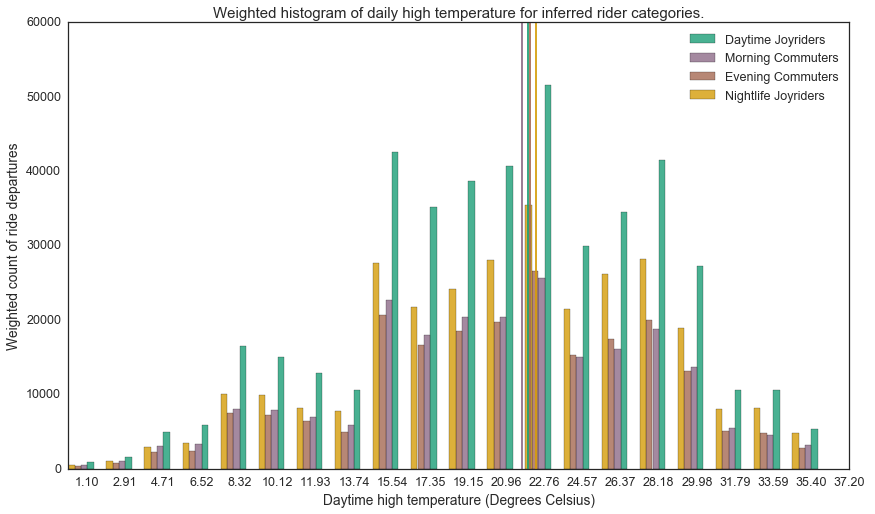 Weighted histogram of daily high temperature for inferred rider categories.
60000
50000
40000
30000
20000
10000
0
Weighted count of ride departures
Daytime Joyriders
Morning Commuters
Evening Commuters
Nightlife Joyriders
1.10 2.91 4.71 6.52 8.32 10.12 11.93 13.74 15.54 17.35 19.15 20.96 22.76 24.57 26.37 28.18 29.98 31.79 33.59 35.40 37.20
Daytime high temperature (Degrees Celsius)